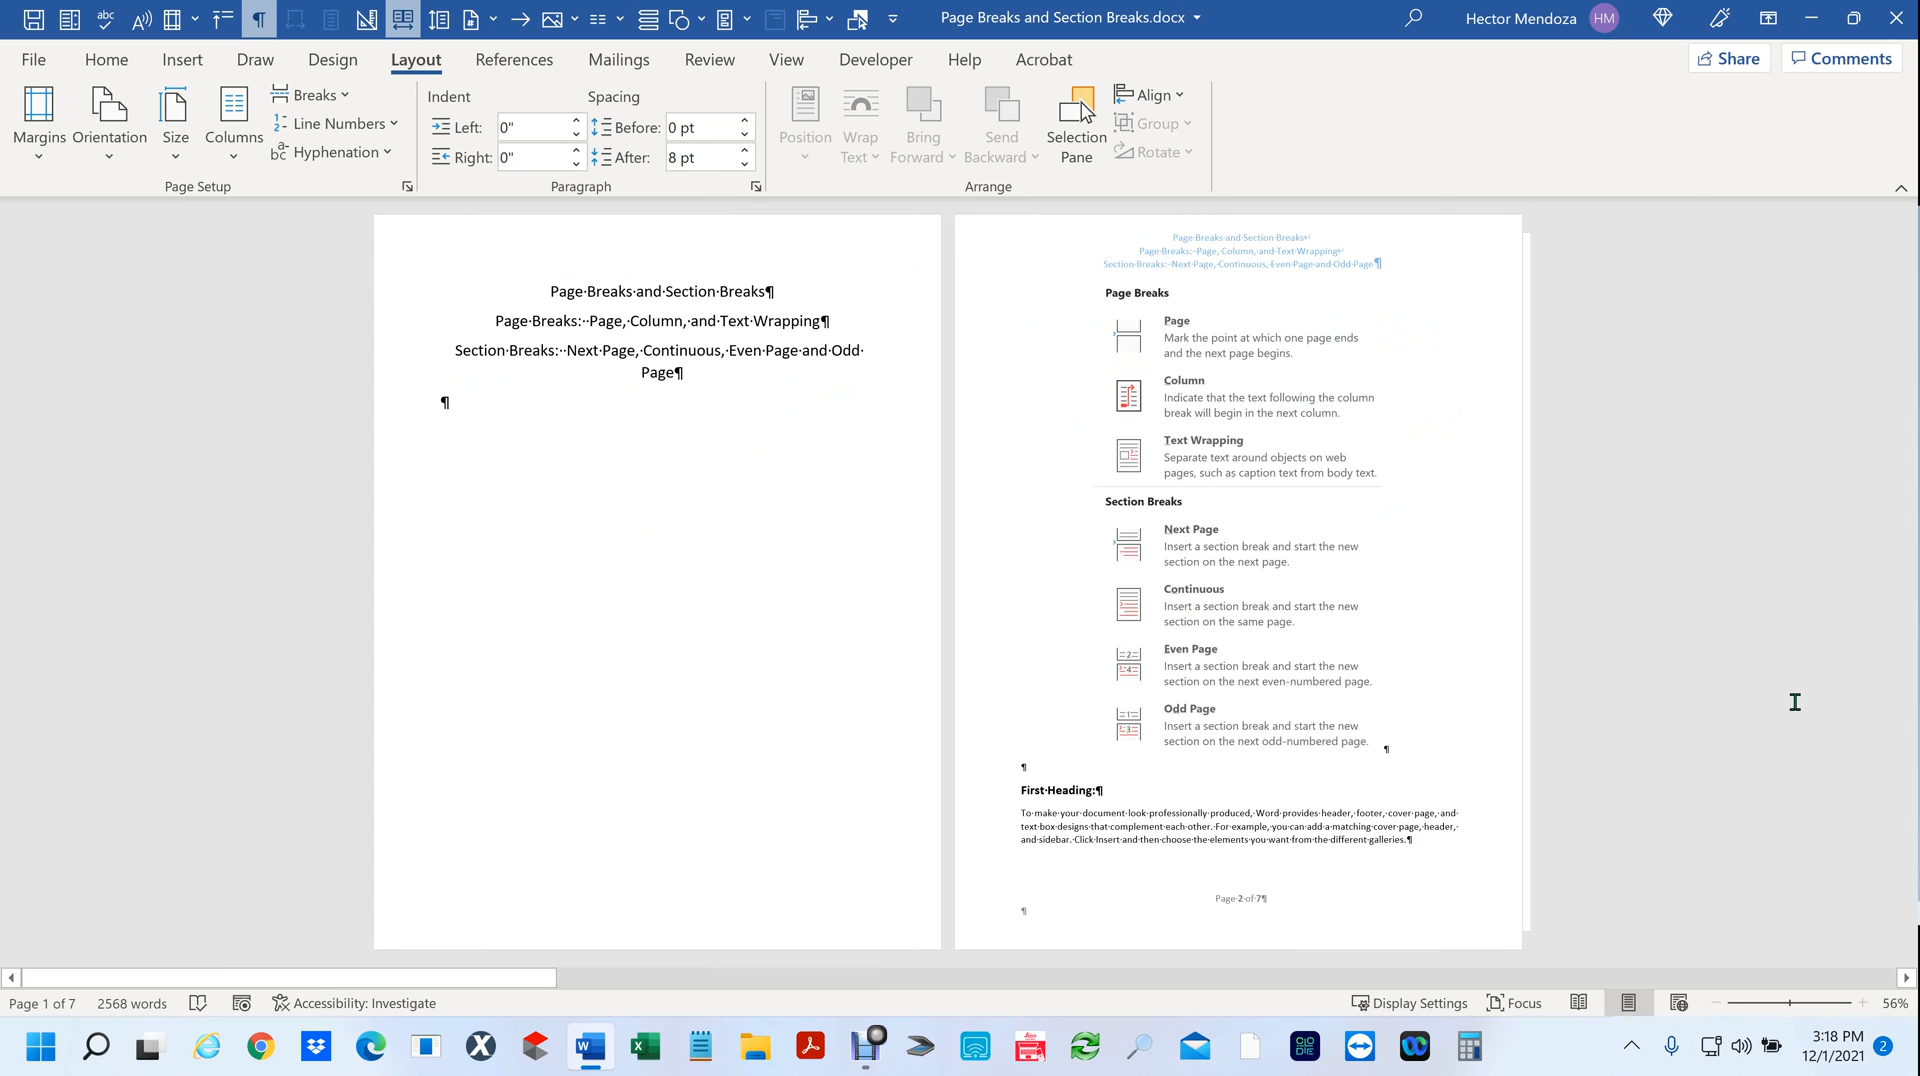 abc
Page Breaks and Section Breaks.docx
Hector Mendoza
HM
File
Home
Insert
Draw
Design
Layout
References
Mailings
Review
View
Developer
Help
Acrobat
Share
Comments
Margins
Orientation
Size
Columns
Breaks
Line Numbers
Hyphenation
Page Setup
Indent
Left:
0"
Right:
0"
Spacing
Before:
0 pt
After:
8 pt
Paragraph
Position
Wrap
Text
Bring
Forward
Send
Backward
Selection
Pane
Align
Group
Rotate
Arrange
Page·Breaks·and·Section·Breaks¶
Page·Breaks:··Page,·Column,·and·Text·Wrapping¶
Section·Breaks:··Next·Page,·Continuous,·Even·Page·and·Odd·
Page¶
¶
Page·Breaks·and·Section·Breaks↵
Page·Breaks:··Page,·Column,·and·Text·Wrapping↵
Section·Breaks:··Next·Page,·Continuous,·Even·Page·and·Odd·Page¶
Page Breaks
Page
Mark the point at which one page ends
and the next page begins.
Column
Indicate that the text following the column
break will begin in the next column.
Text Wrapping
Separate text around objects on web
pages, such as caption text from body text.
Section Breaks
Next Page
Insert a section break and start the new
section on the next page.
Continuous
Insert a section break and start the new
section on the same page.
Even Page
Insert a section break and start the new
section on the next even-numbered page.
Odd Page
Insert a section break and start the new
section on the next odd-numbered page.
¶
¶
First·Heading:¶
To·make·your·document·look·professionally·produced,·Word·provides·header,·footer,·cover·page,·and·
text·box·designs·that·complement·each·other.·For·example,·you·can·add·a·matching·cover·page,·header,·
and·sidebar.·Click·Insert·and·then·choose·the·elements·you·want·from·the·different·galleries.¶
Page·2·of·7¶
¶
Page 1 of 7
2568 words
Accessibility: Investigate
Display Settings
Focus
56%
3:18 PM
12/1/2021
2